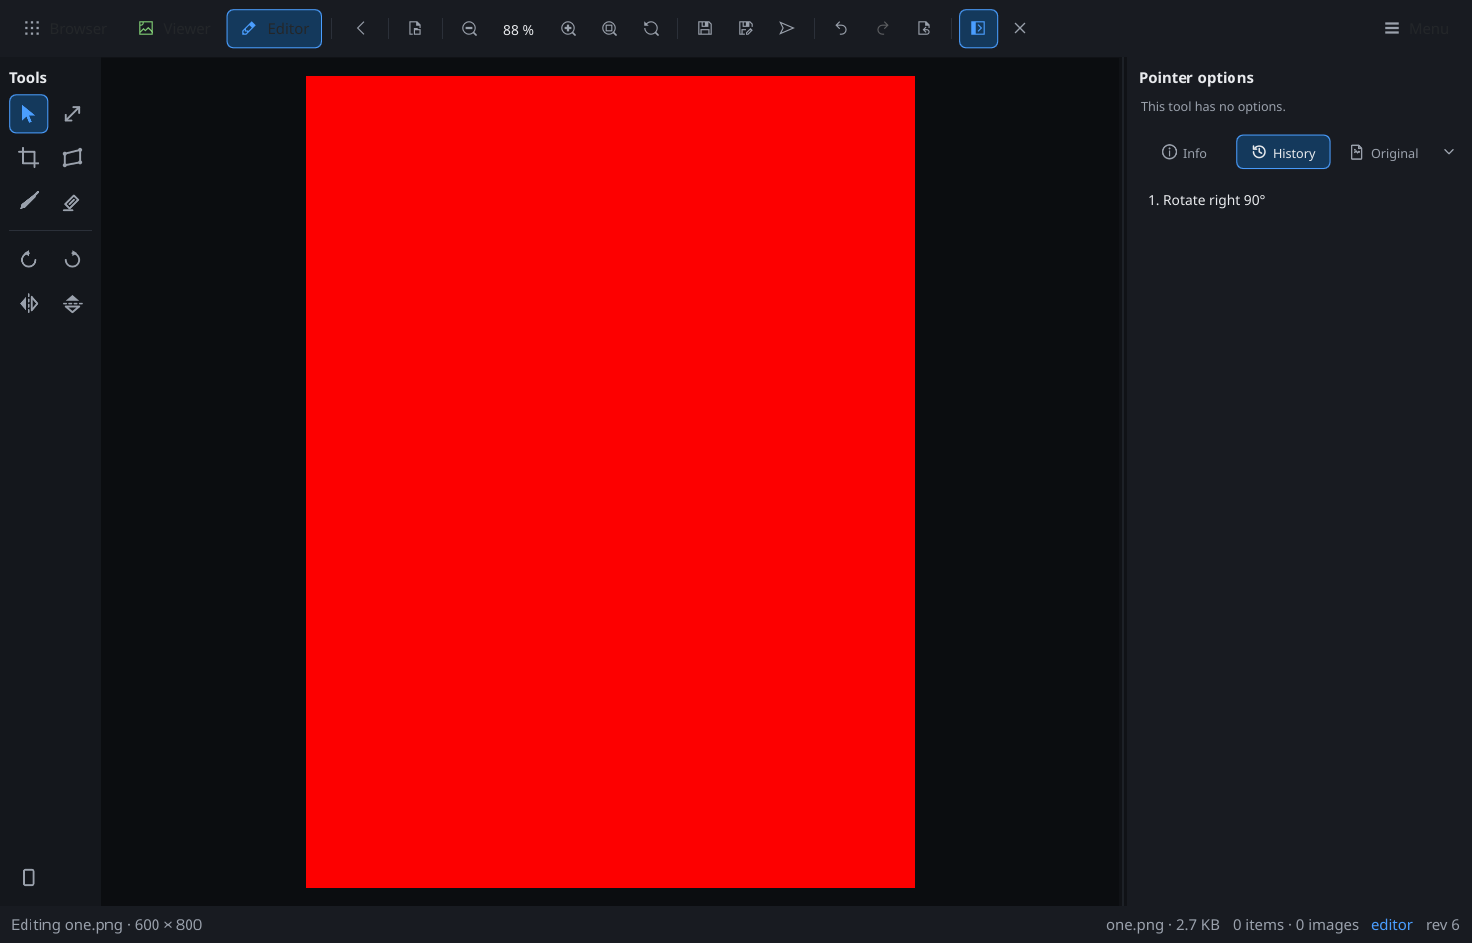 Browser Viewer Editor 88 % Menu
Tools
Pointer options
This tool has no options.
Info History Original
1. Rotate right 90°
Editing one.png · 600 × 800
one.png · 2.7 KB 0 items · 0 images editor rev 6